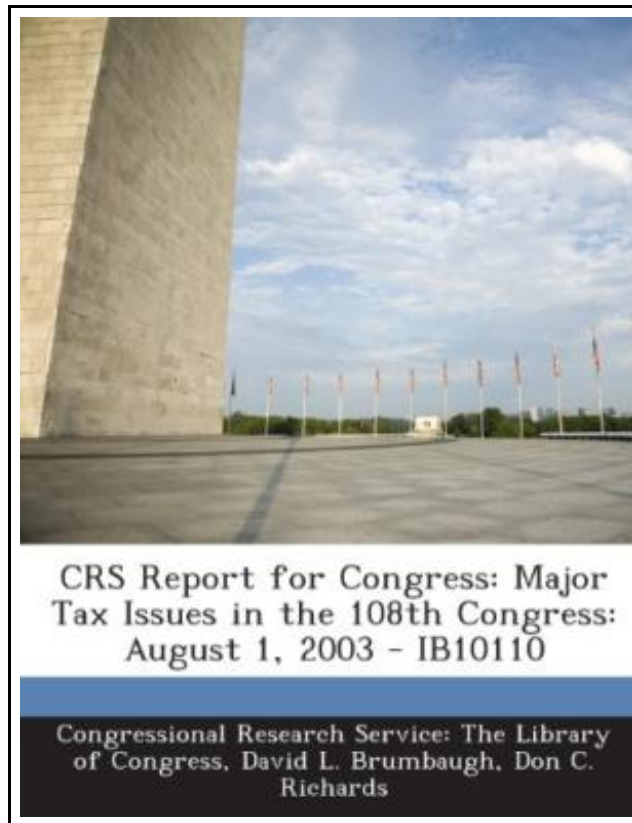 CRS Report for Congress: Major
Tax Issues in the 108th Congress:
August 1, 2003 - IB10110
Congressional Research Service: The Library
of Congress, David L. Brumbaugh, Don C.
Richards